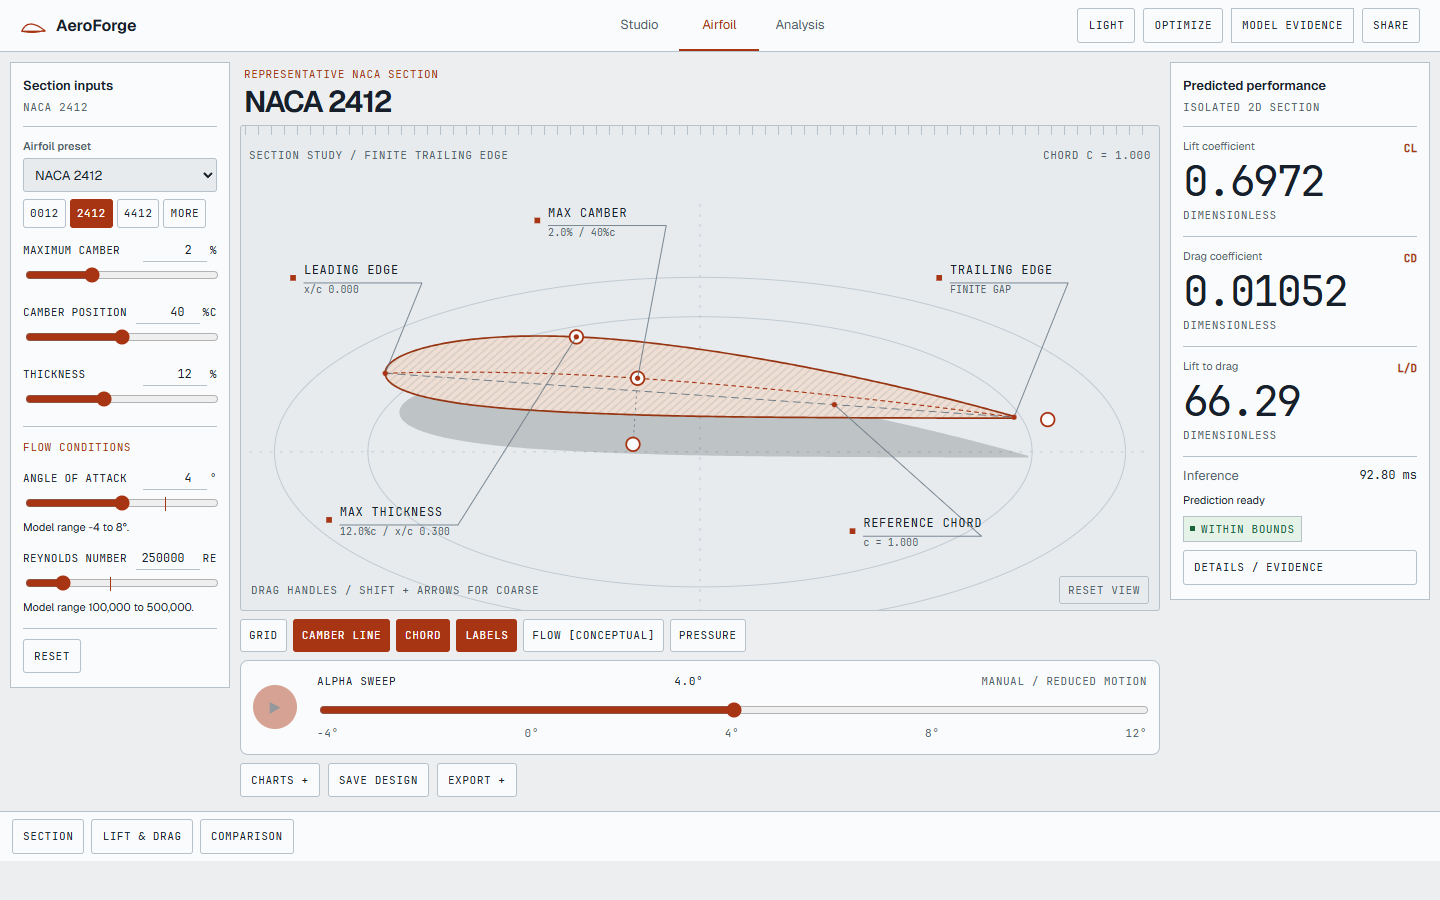 AeroForge
Studio
Airfoil
Analysis
LIGHT
OPTIMIZE
MODEL EVIDENCE
SHARE
Section inputs
NACA 2412
Airfoil preset
NACA 2412
0012
2412
4412
MORE
MAXIMUM CAMBER 2 %
CAMBER POSITION 40 %C
THICKNESS 12 %
FLOW CONDITIONS
ANGLE OF ATTACK 4 °
Model range -4 to 8°.
REYNOLDS NUMBER 250000 RE
Model range 100,000 to 500,000.
RESET
REPRESENTATIVE NACA SECTION
NACA 2412
SECTION STUDY / FINITE TRAILING EDGE
CHORD C = 1.000
MAX CAMBER
2.0% / 40%c
LEADING EDGE
x/c 0.000
TRAILING EDGE
FINITE GAP
MAX THICKNESS
12.0%c / x/c 0.300
REFERENCE CHORD
c = 1.000
DRAG HANDLES / SHIFT + ARROWS FOR COARSE
RESET VIEW
GRID
CAMBER LINE
CHORD
LABELS
FLOW [CONCEPTUAL]
PRESSURE
ALPHA SWEEP
4.0°
MANUAL / REDUCED MOTION
-4° 0° 4° 8° 12°
CHARTS +
SAVE DESIGN
EXPORT +
Predicted performance
ISOLATED 2D SECTION
Lift coefficient CL
0.6972
DIMENSIONLESS
Drag coefficient CD
0.01052
DIMENSIONLESS
Lift to drag L/D
66.29
DIMENSIONLESS
Inference 92.80 ms
Prediction ready
WITHIN BOUNDS
DETAILS / EVIDENCE
SECTION
LIFT & DRAG
COMPARISON